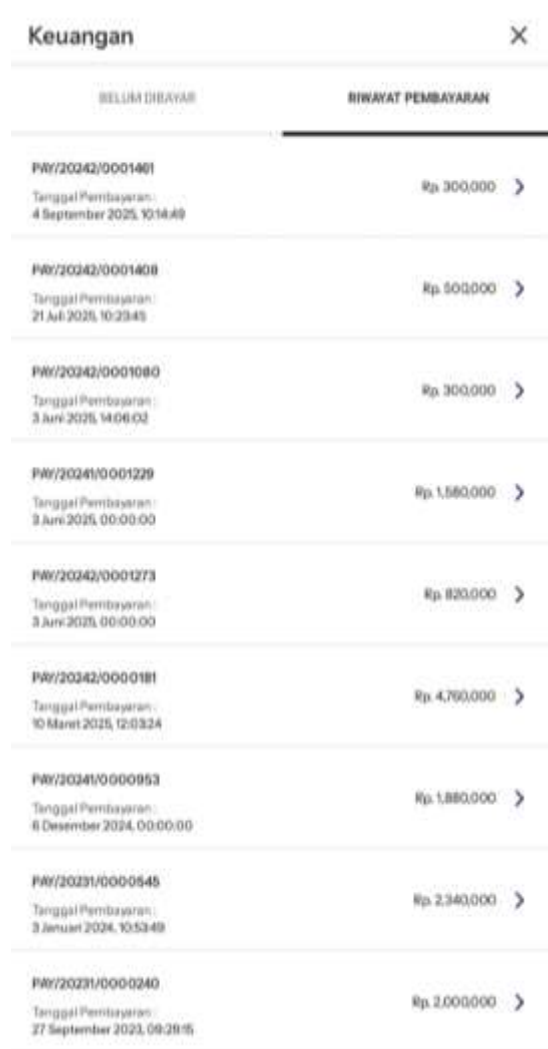 Keuangan
BELUM DIBAYAR
RIWAYAT PEMBAYARAN
PAY/20242/0001461
Rp. 300,000
Tanggal Pembayaran :
4 September 2025, 10:14:49
PAY/20242/0001408
Rp. 500,000
Tanggal Pembayaran :
21 Juli 2025, 10:23:45
PAY/20242/0001080
Rp. 300,000
Tanggal Pembayaran :
3 Juni 2025, 14:06:02
PAY/20241/0001229
Rp. 1,560,000
Tanggal Pembayaran :
3 Juni 2025, 00:00:00
PAY/20242/0001273
Rp. 820,000
Tanggal Pembayaran :
3 Juni 2025, 00:00:00
PAY/20242/0000181
Rp. 4,760,000
Tanggal Pembayaran :
10 Maret 2025, 12:03:24
PAY/20241/0000953
Rp. 1,880,000
Tanggal Pembayaran :
6 Desember 2024, 00:00:00
PAY/20231/0000545
Rp. 2,340,000
Tanggal Pembayaran :
3 Januari 2024, 10:53:49
PAY/20231/0000240
Rp. 2,000,000
Tanggal Pembayaran :
27 September 2023, 09:29:15